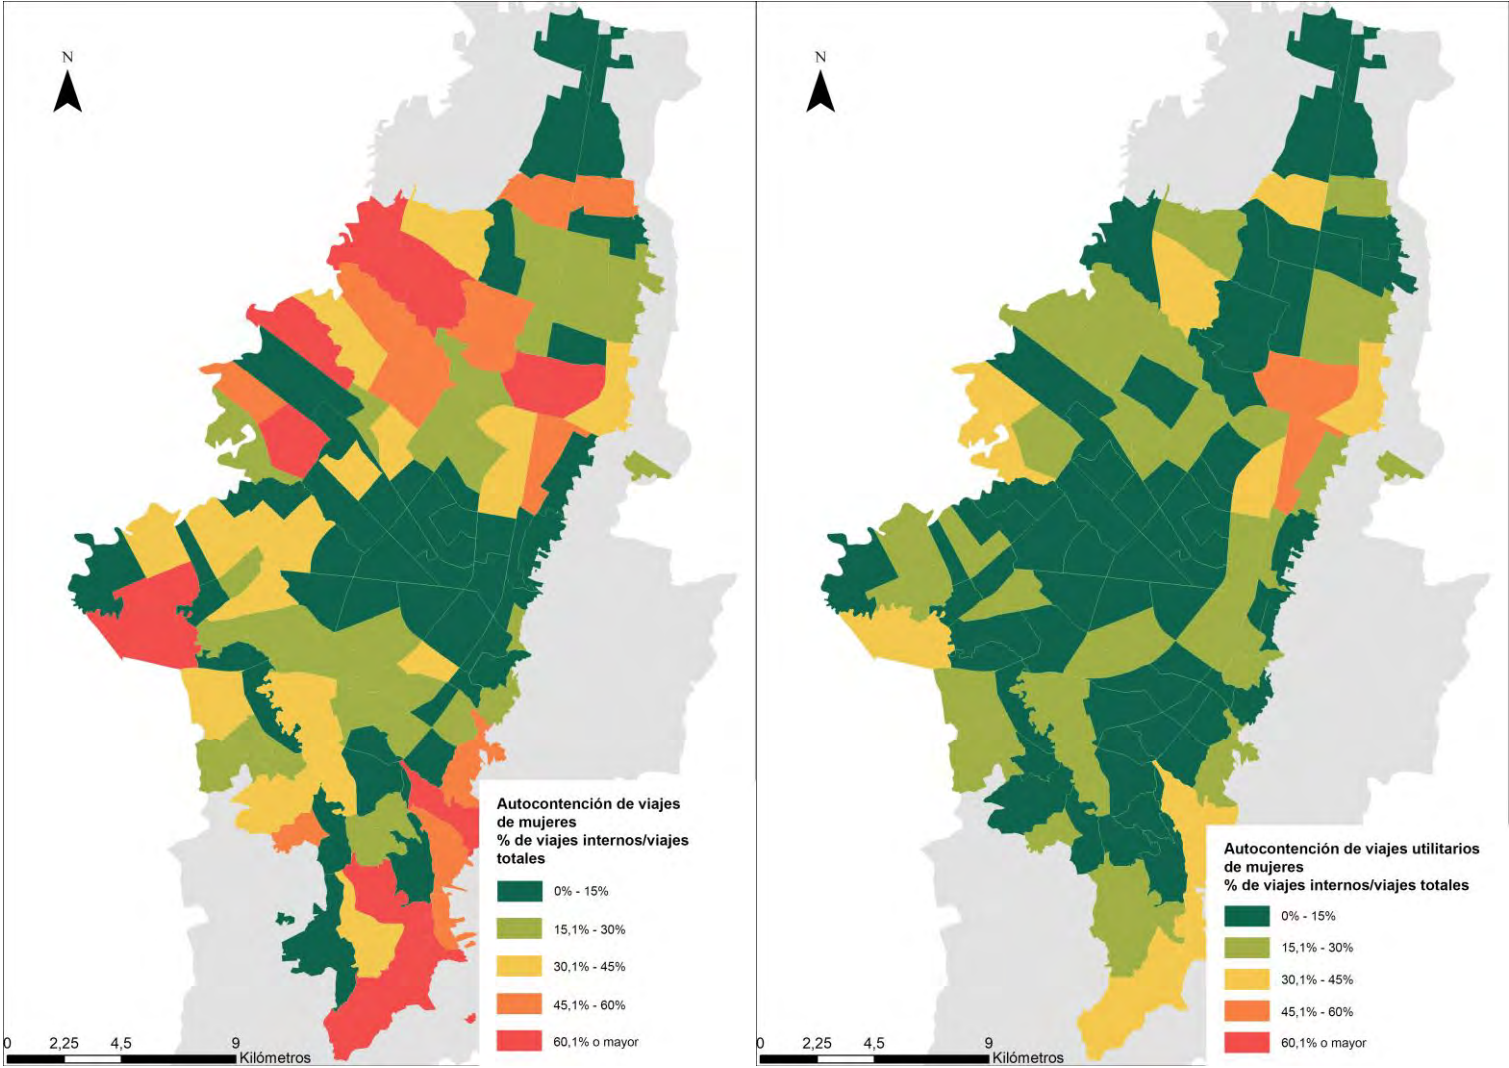 N
Autocontención de viajes
de mujeres
% de viajes internos/viajes
totales
0% - 15%
15,1% - 30%
30,1% - 45%
45,1% - 60%
60,1% o mayor
0 2,25 4,5 9
Kilómetros
N
Autocontención de viajes utilitarios
de mujeres
% de viajes internos/viajes totales
0% - 15%
15,1% - 30%
30,1% - 45%
45,1% - 60%
60,1% o mayor
0 2,25 4,5 9
Kilómetros